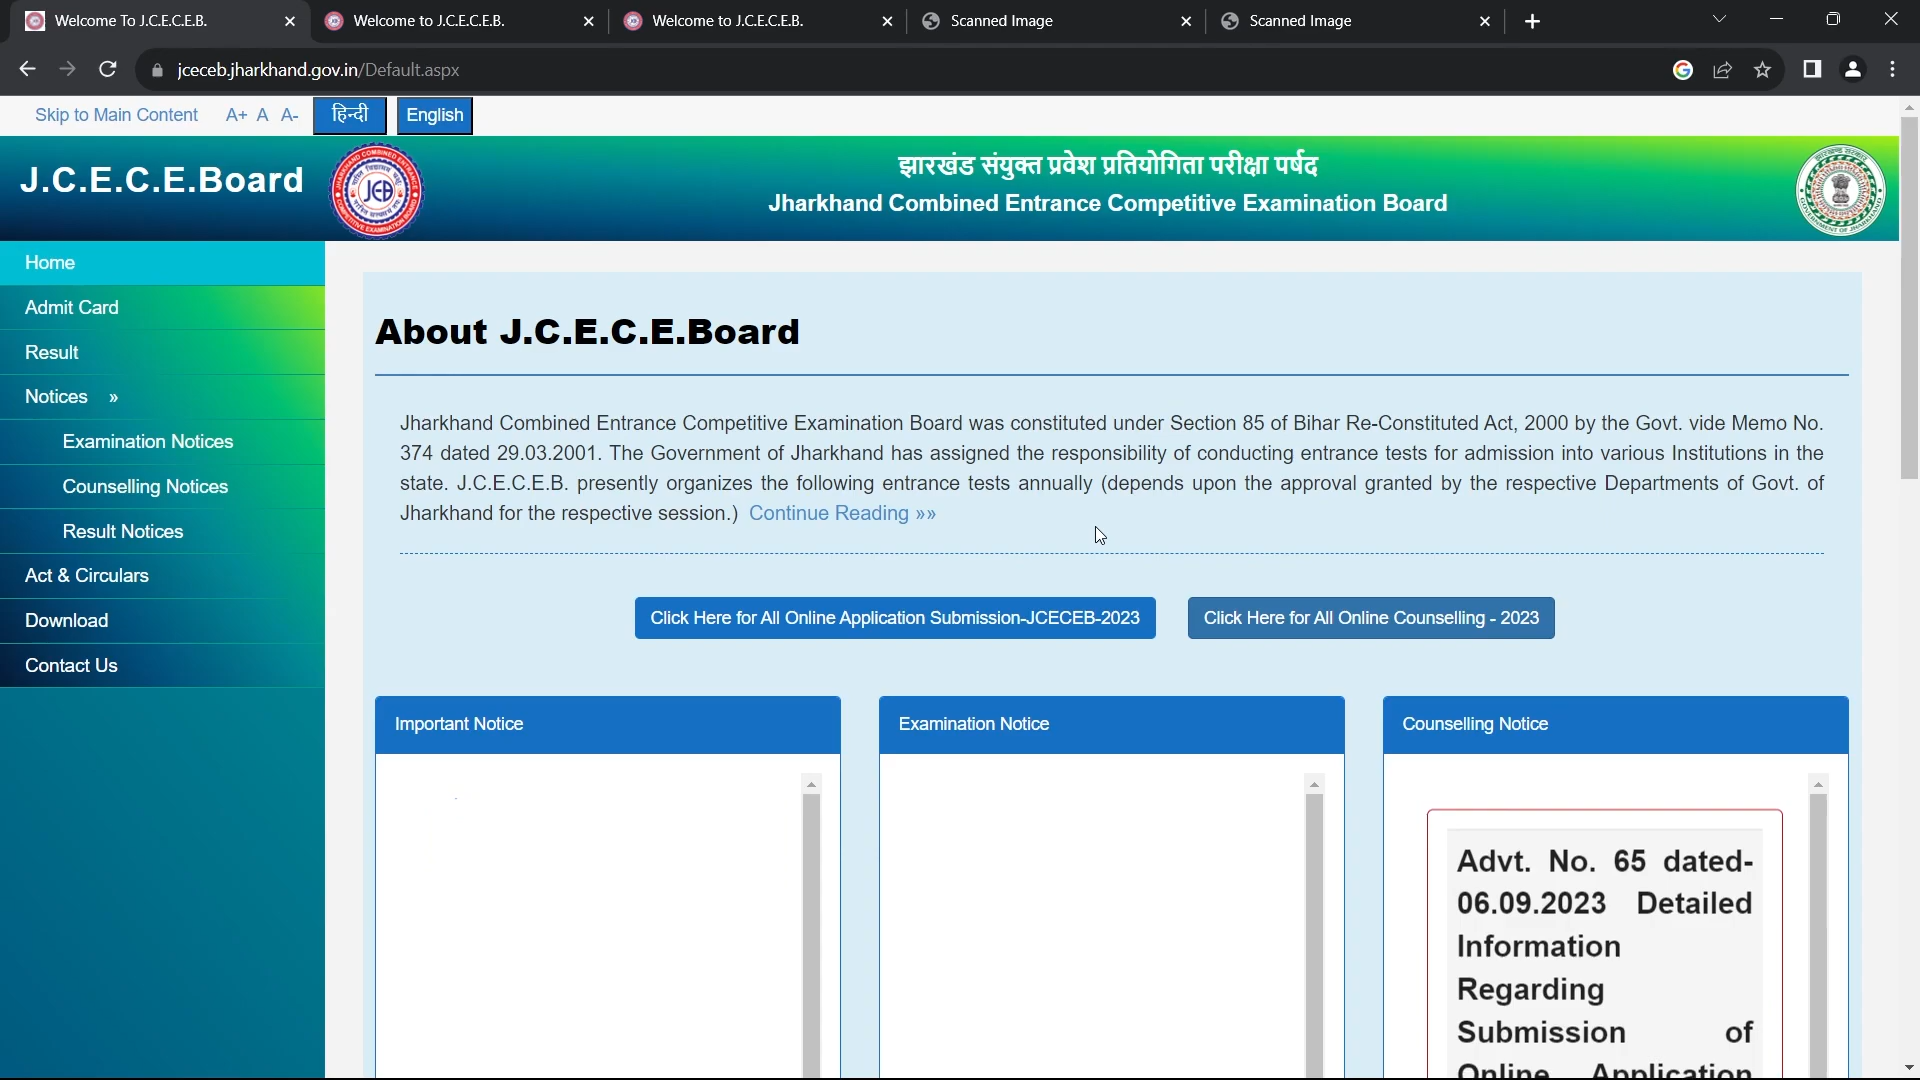 Welcome To J.C.E.C.E.B.
Welcome to J.C.E.C.E.B.
Welcome to J.C.E.C.E.B.
Scanned Image
Scanned Image
jceceb.jharkhand.gov.in/Default.aspx
Skip to Main Content A+ A A- हिन्दी English
J.C.E.C.E.Board
JEB
झारखंड संयुक्त प्रवेश प्रतियोगिता परीक्षा पर्षद
Jharkhand Combined Entrance Competitive Examination Board
Home
Admit Card
Result
Notices »
Examination Notices
Counselling Notices
Result Notices
Act & Circulars
Download
Contact Us
About J.C.E.C.E.Board
Jharkhand Combined Entrance Competitive Examination Board was constituted under Section 85 of Bihar Re-Constituted Act, 2000 by the Govt. vide Memo No.
374 dated 29.03.2001. The Government of Jharkhand has assigned the responsibility of conducting entrance tests for admission into various Institutions in the
state. J.C.E.C.E.B. presently organizes the following entrance tests annually (depends upon the approval granted by the respective Departments of Govt. of
Jharkhand for the respective session.) Continue Reading »»
Click Here for All Online Application Submission-JCECEB-2023
Click Here for All Online Counselling - 2023
Important Notice
Examination Notice
Counselling Notice
Advt. No. 65 dated-
06.09.2023 Detailed
Information
Regarding
Submission of
Online Application